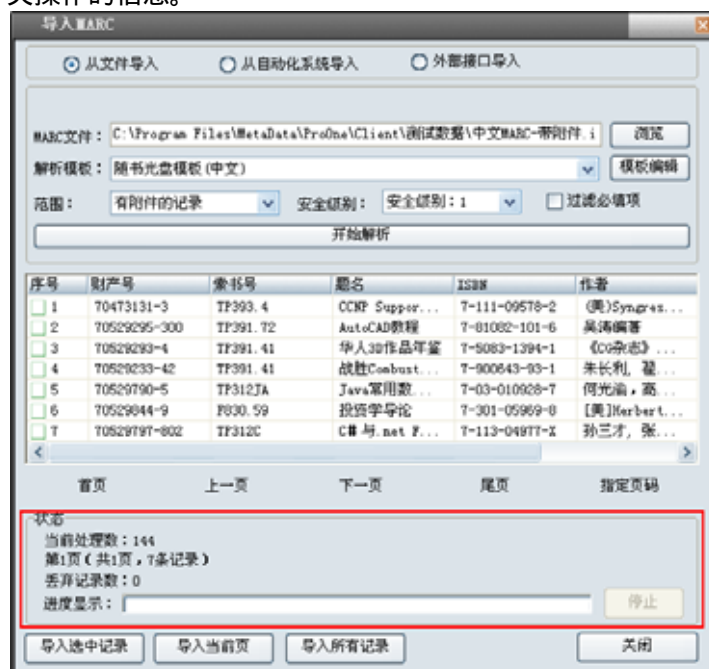 关操作的信息。
导入MARC
从文件导入 从自动化系统导入 外部接口导入
MARC文件： C:\Program Files\MetaData\ProOne\Client\测试数据\中文MARC-带附件.i 浏览
解析模板： 随书光盘模板(中文) 模板编辑
范围： 有附件的记录 安全级别： 安全级别：1 过滤必填项
开始解析
序号 财产号 索书号 题名 ISBN 作者
1 70473131-3 TP393.4 CCNP Suppor... 7-111-09578-2 (美)Syngres...
2 70529295-300 TP391.72 AutoCAD教程 7-81082-101-6 吴涛编著
3 70529293-4 TP391.41 华人3D作品年鉴 7-5083-1394-1 《CG杂志》...
4 70529233-42 TP391.41 战胜Combust... 7-900643-93-1 朱长利, 翟...
5 70529790-5 TP312JA Java常用数... 7-03-010928-7 何光渝，高...
6 70529844-9 F830.59 投资学导论 7-301-05969-8 [美]Herbert...
7 70529797-802 TP312C C#与.net F... 7-113-04977-X 孙三才, 张...
首页 上一页 下一页 尾页 指定页码
状态
当前处理数：144
第1页(共1页，7条记录)
丢弃记录数：0
进度显示： 停止
导入选中记录 导入当前页 导入所有记录 关闭